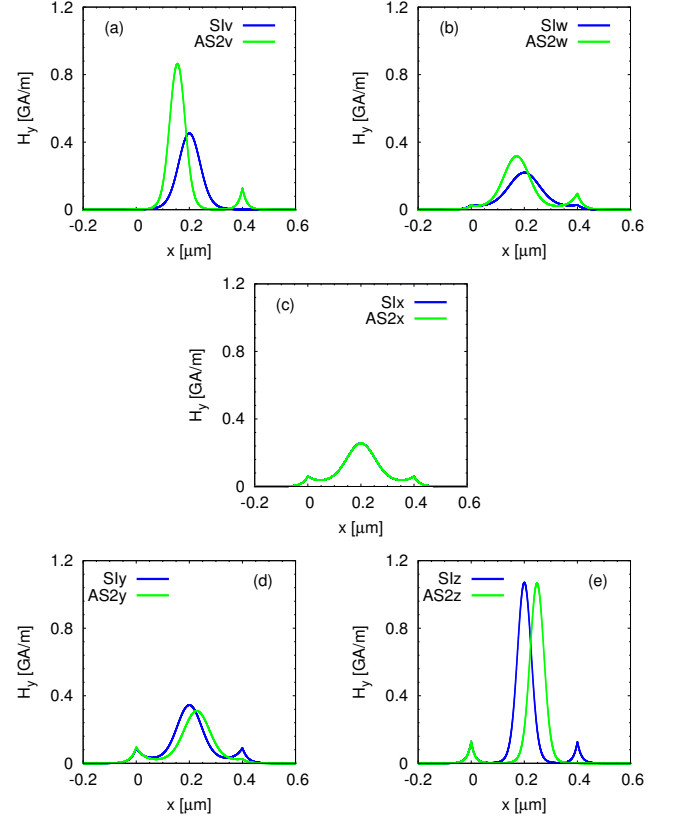 1.2
(a)
SIv
AS2v
0.8
0.4
0
H_y [GA/m]
-0.2 0 0.2 0.4 0.6
x [μm]
1.2
(b)
SIw
AS2w
0.8
0.4
0
H_y [GA/m]
-0.2 0 0.2 0.4 0.6
x [μm]
1.2
(c)
SIx
AS2x
0.8
0.4
0
H_y [GA/m]
-0.2 0 0.2 0.4 0.6
x [μm]
1.2
SIy
(d)
AS2y
0.8
0.4
0
H_y [GA/m]
-0.2 0 0.2 0.4 0.6
x [μm]
1.2
SIz
(e)
AS2z
0.8
0.4
0
H_y [GA/m]
-0.2 0 0.2 0.4 0.6
x [μm]